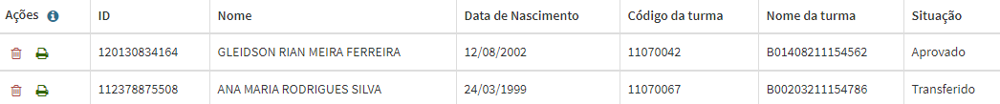 Ações ID Nome Data de Nascimento Código da turma Nome da turma Situação
120130834164 GLEIDSON RIAN MEIRA FERREIRA 12/08/2002 11070042 B01408211154562 Aprovado
112378875508 ANA MARIA RODRIGUES SILVA 24/03/1999 11070067 B00203211154786 Transferido